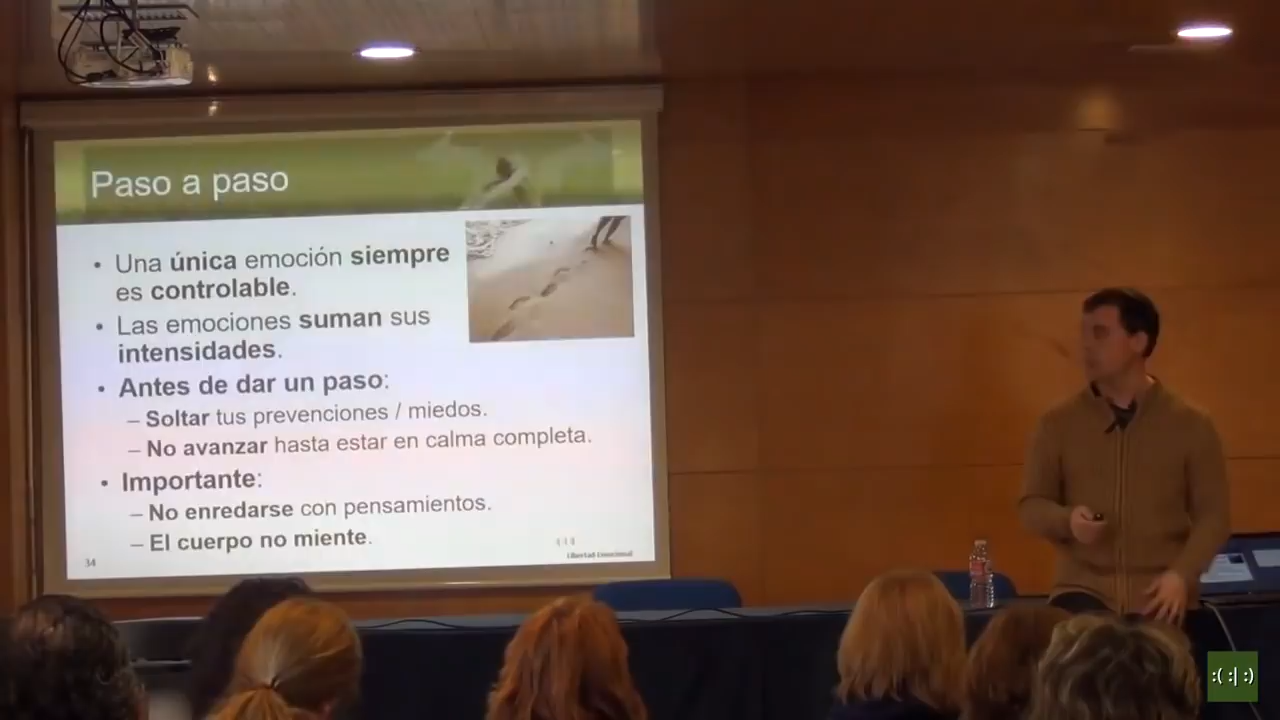 Paso a paso
• Una única emoción siempre
es controlable.
• Las emociones suman sus
intensidades.
• Antes de dar un paso:
– Soltar tus prevenciones / miedos.
– No avanzar hasta estar en calma completa.
• Importante:
– No enredarse con pensamientos.
– El cuerpo no miente.
34
Libertad Emocional
:( :| :)